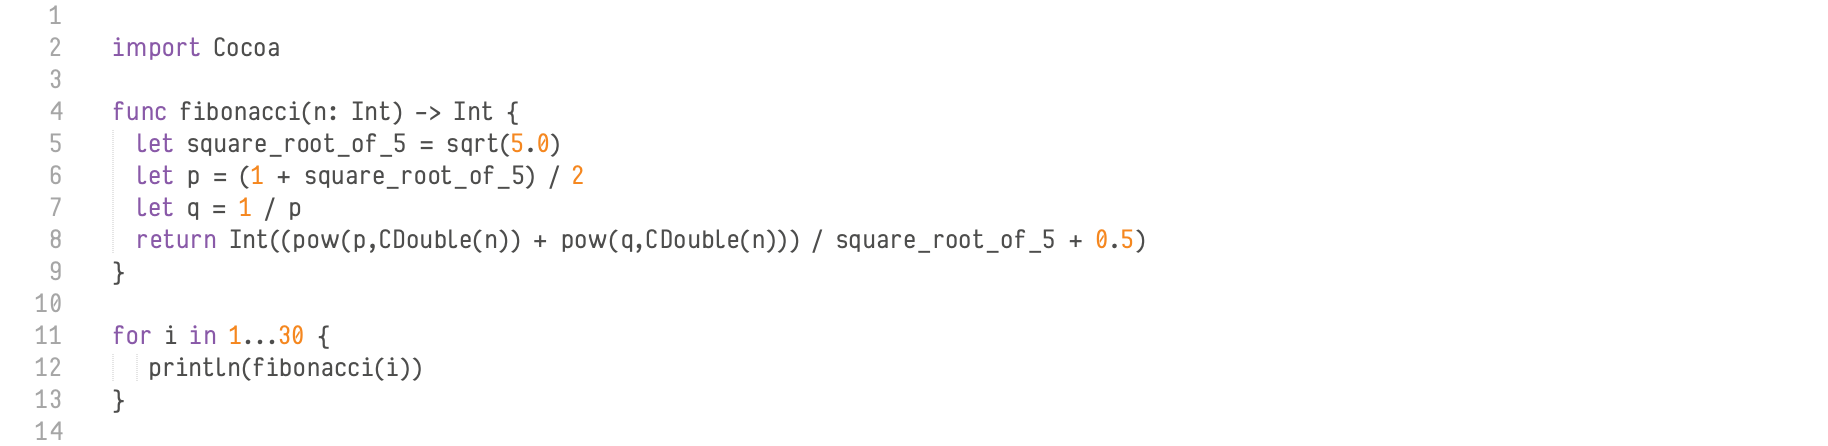 1
2 import Cocoa
3
4 func fibonacci(n: Int) -> Int {
5   let square_root_of_5 = sqrt(5.0)
6   let p = (1 + square_root_of_5) / 2
7   let q = 1 / p
8   return Int((pow(p,CDouble(n)) + pow(q,CDouble(n))) / square_root_of_5 + 0.5)
9 }
10
11 for i in 1...30 {
12    println(fibonacci(i))
13 }
14